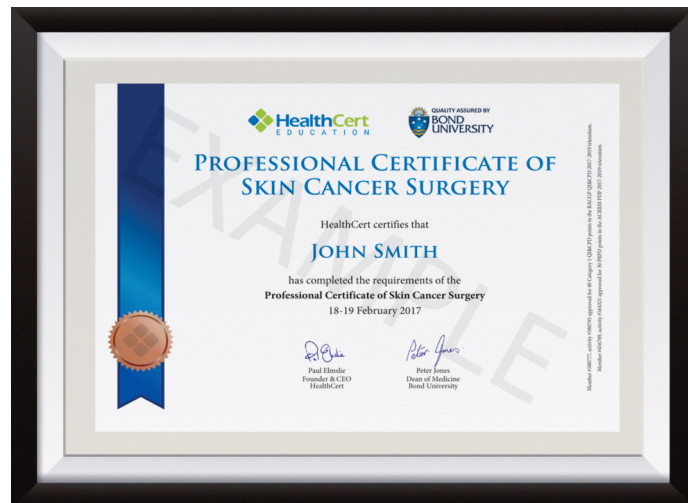 HealthCert
EDUCATION
QUALITY ASSURED BY
BOND
UNIVERSITY
PROFESSIONAL CERTIFICATE OF
SKIN CANCER SURGERY
HealthCert certifies that
JOHN SMITH
has completed the requirements of the
Professional Certificate of Skin Cancer Surgery
18-19 February 2017
Paul Elmslie
Founder & CEO
HealthCert
Peter Jones
Dean of Medicine
Bond University
EXAMPLE